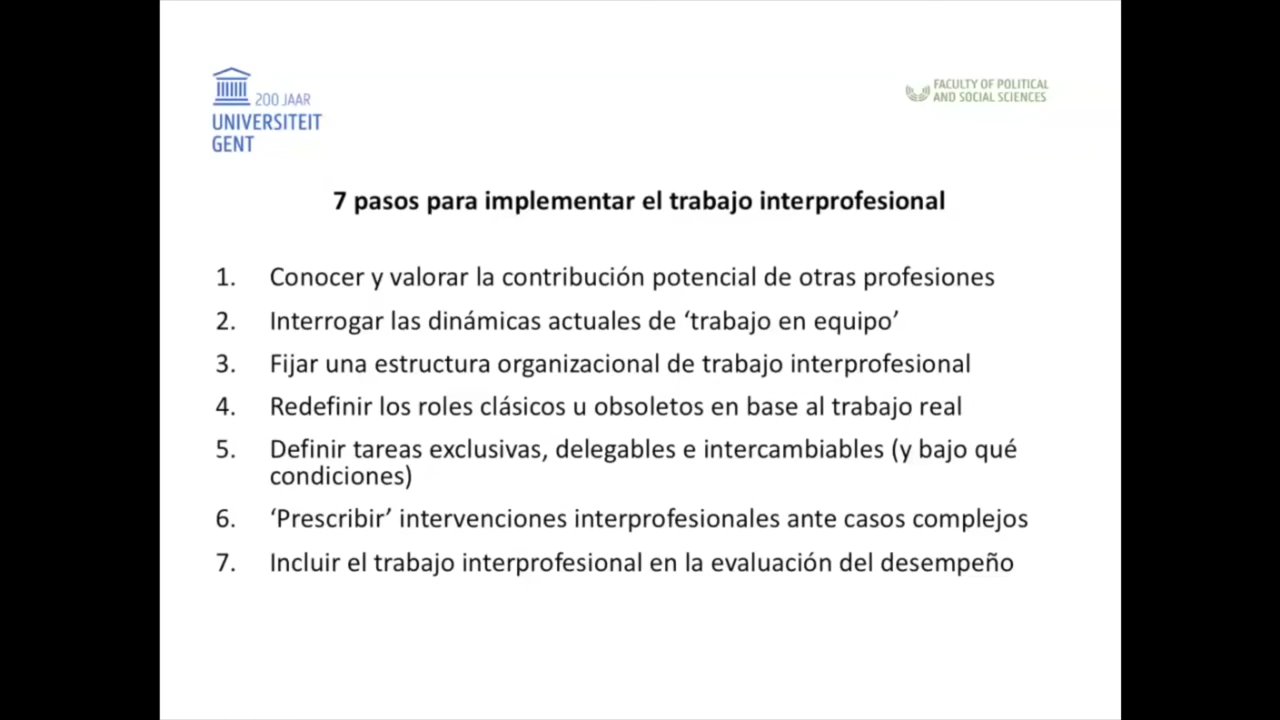 200 JAAR
UNIVERSITEIT
GENT
FACULTY OF POLITICAL
AND SOCIAL SCIENCES
7 pasos para implementar el trabajo interprofesional
1. Conocer y valorar la contribución potencial de otras profesiones
2. Interrogar las dinámicas actuales de ‘trabajo en equipo’
3. Fijar una estructura organizacional de trabajo interprofesional
4. Redefinir los roles clásicos u obsoletos en base al trabajo real
5. Definir tareas exclusivas, delegables e intercambiables (y bajo qué
condiciones)
6. ‘Prescribir’ intervenciones interprofesionales ante casos complejos
7. Incluir el trabajo interprofesional en la evaluación del desempeño